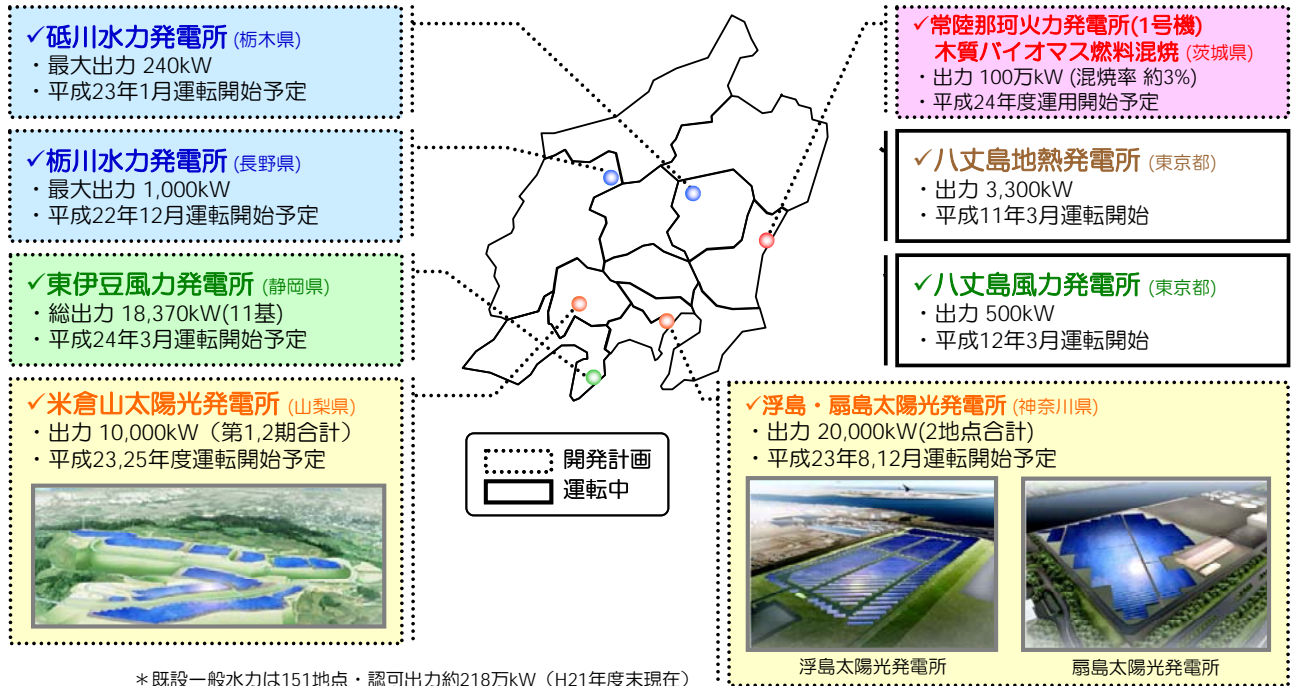 ✓砥川水力発電所 (栃木県)
・最大出力 240kW
・平成23年1月運転開始予定
✓栃川水力発電所 (長野県)
・最大出力 1,000kW
・平成22年12月運転開始予定
✓東伊豆風力発電所 (静岡県)
・総出力 18,370kW(11基)
・平成24年3月運転開始予定
✓米倉山太陽光発電所 (山梨県)
・出力 10,000kW（第1,2期合計）
・平成23,25年度運転開始予定
✓常陸那珂火力発電所(1号機)
木質バイオマス燃料混焼 (茨城県)
・出力 100万kW (混焼率 約3%)
・平成24年度運用開始予定
✓八丈島地熱発電所 (東京都)
・出力 3,300kW
・平成11年3月運転開始
✓八丈島風力発電所 (東京都)
・出力 500kW
・平成12年3月運転開始
開発計画
運転中
✓浮島・扇島太陽光発電所 (神奈川県)
・出力 20,000kW(2地点合計)
・平成23年8,12月運転開始予定
浮島太陽光発電所
扇島太陽光発電所
＊既設一般水力は151地点・認可出力約218万kW（H21年度末現在）